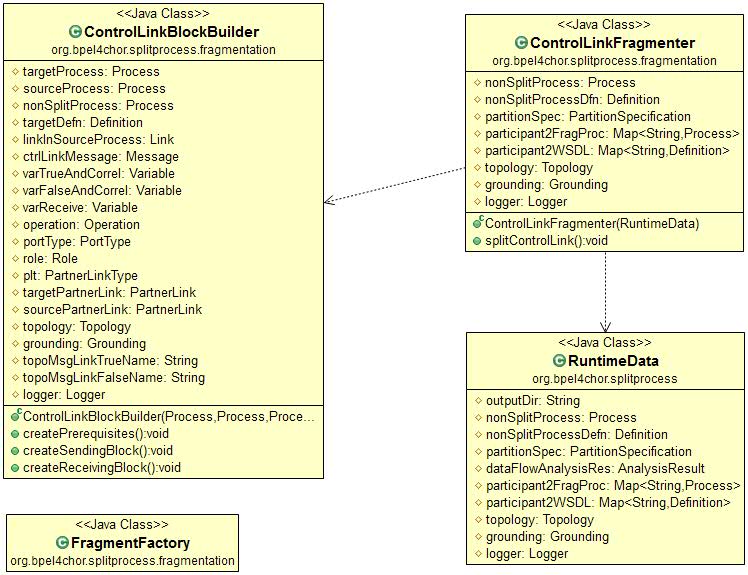 <<Java Class>>
ControlLinkBlockBuilder
org.bpel4chor.splitprocess.fragmentation
targetProcess: Process
sourceProcess: Process
nonSplitProcess: Process
targetDefn: Definition
linkInSourceProcess: Link
ctrlLinkMessage: Message
varTrueAndCorrel: Variable
varFalseAndCorrel: Variable
varReceive: Variable
operation: Operation
portType: PortType
role: Role
plt: PartnerLinkType
targetPartnerLink: PartnerLink
sourcePartnerLink: PartnerLink
topology: Topology
grounding: Grounding
topoMsgLinkTrueName: String
topoMsgLinkFalseName: String
logger: Logger
ControlLinkBlockBuilder(Process,Process,Proce...
createPrerequisites():void
createSendingBlock():void
createReceivingBlock():void
<<Java Class>>
FragmentFactory
org.bpel4chor.splitprocess.fragmentation
<<Java Class>>
ControlLinkFragmenter
org.bpel4chor.splitprocess.fragmentation
nonSplitProcess: Process
nonSplitProcessDfn: Definition
partitionSpec: PartitionSpecification
participant2FragProc: Map<String,Process>
participant2WSDL: Map<String,Definition>
topology: Topology
grounding: Grounding
logger: Logger
ControlLinkFragmenter(RuntimeData)
splitControlLink():void
<<Java Class>>
RuntimeData
org.bpel4chor.splitprocess
outputDir: String
nonSplitProcess: Process
nonSplitProcessDefn: Definition
partitionSpec: PartitionSpecification
dataFlowAnalysisRes: AnalysisResult
participant2FragProc: Map<String,Process>
participant2WSDL: Map<String,Definition>
topology: Topology
grounding: Grounding
logger: Logger